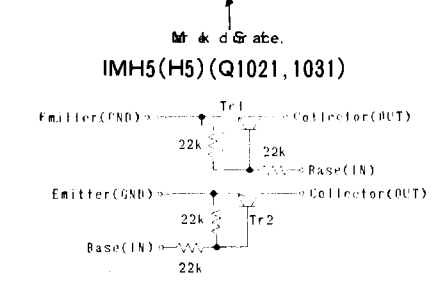 IMH5(H5)(Q1021,1031)
Tr1
Emitter(GND) Collector(OUT)
22k 22k
Base(IN)
Emitter(GND) Collector(OUT)
22k Tr2
Base(IN)
22k